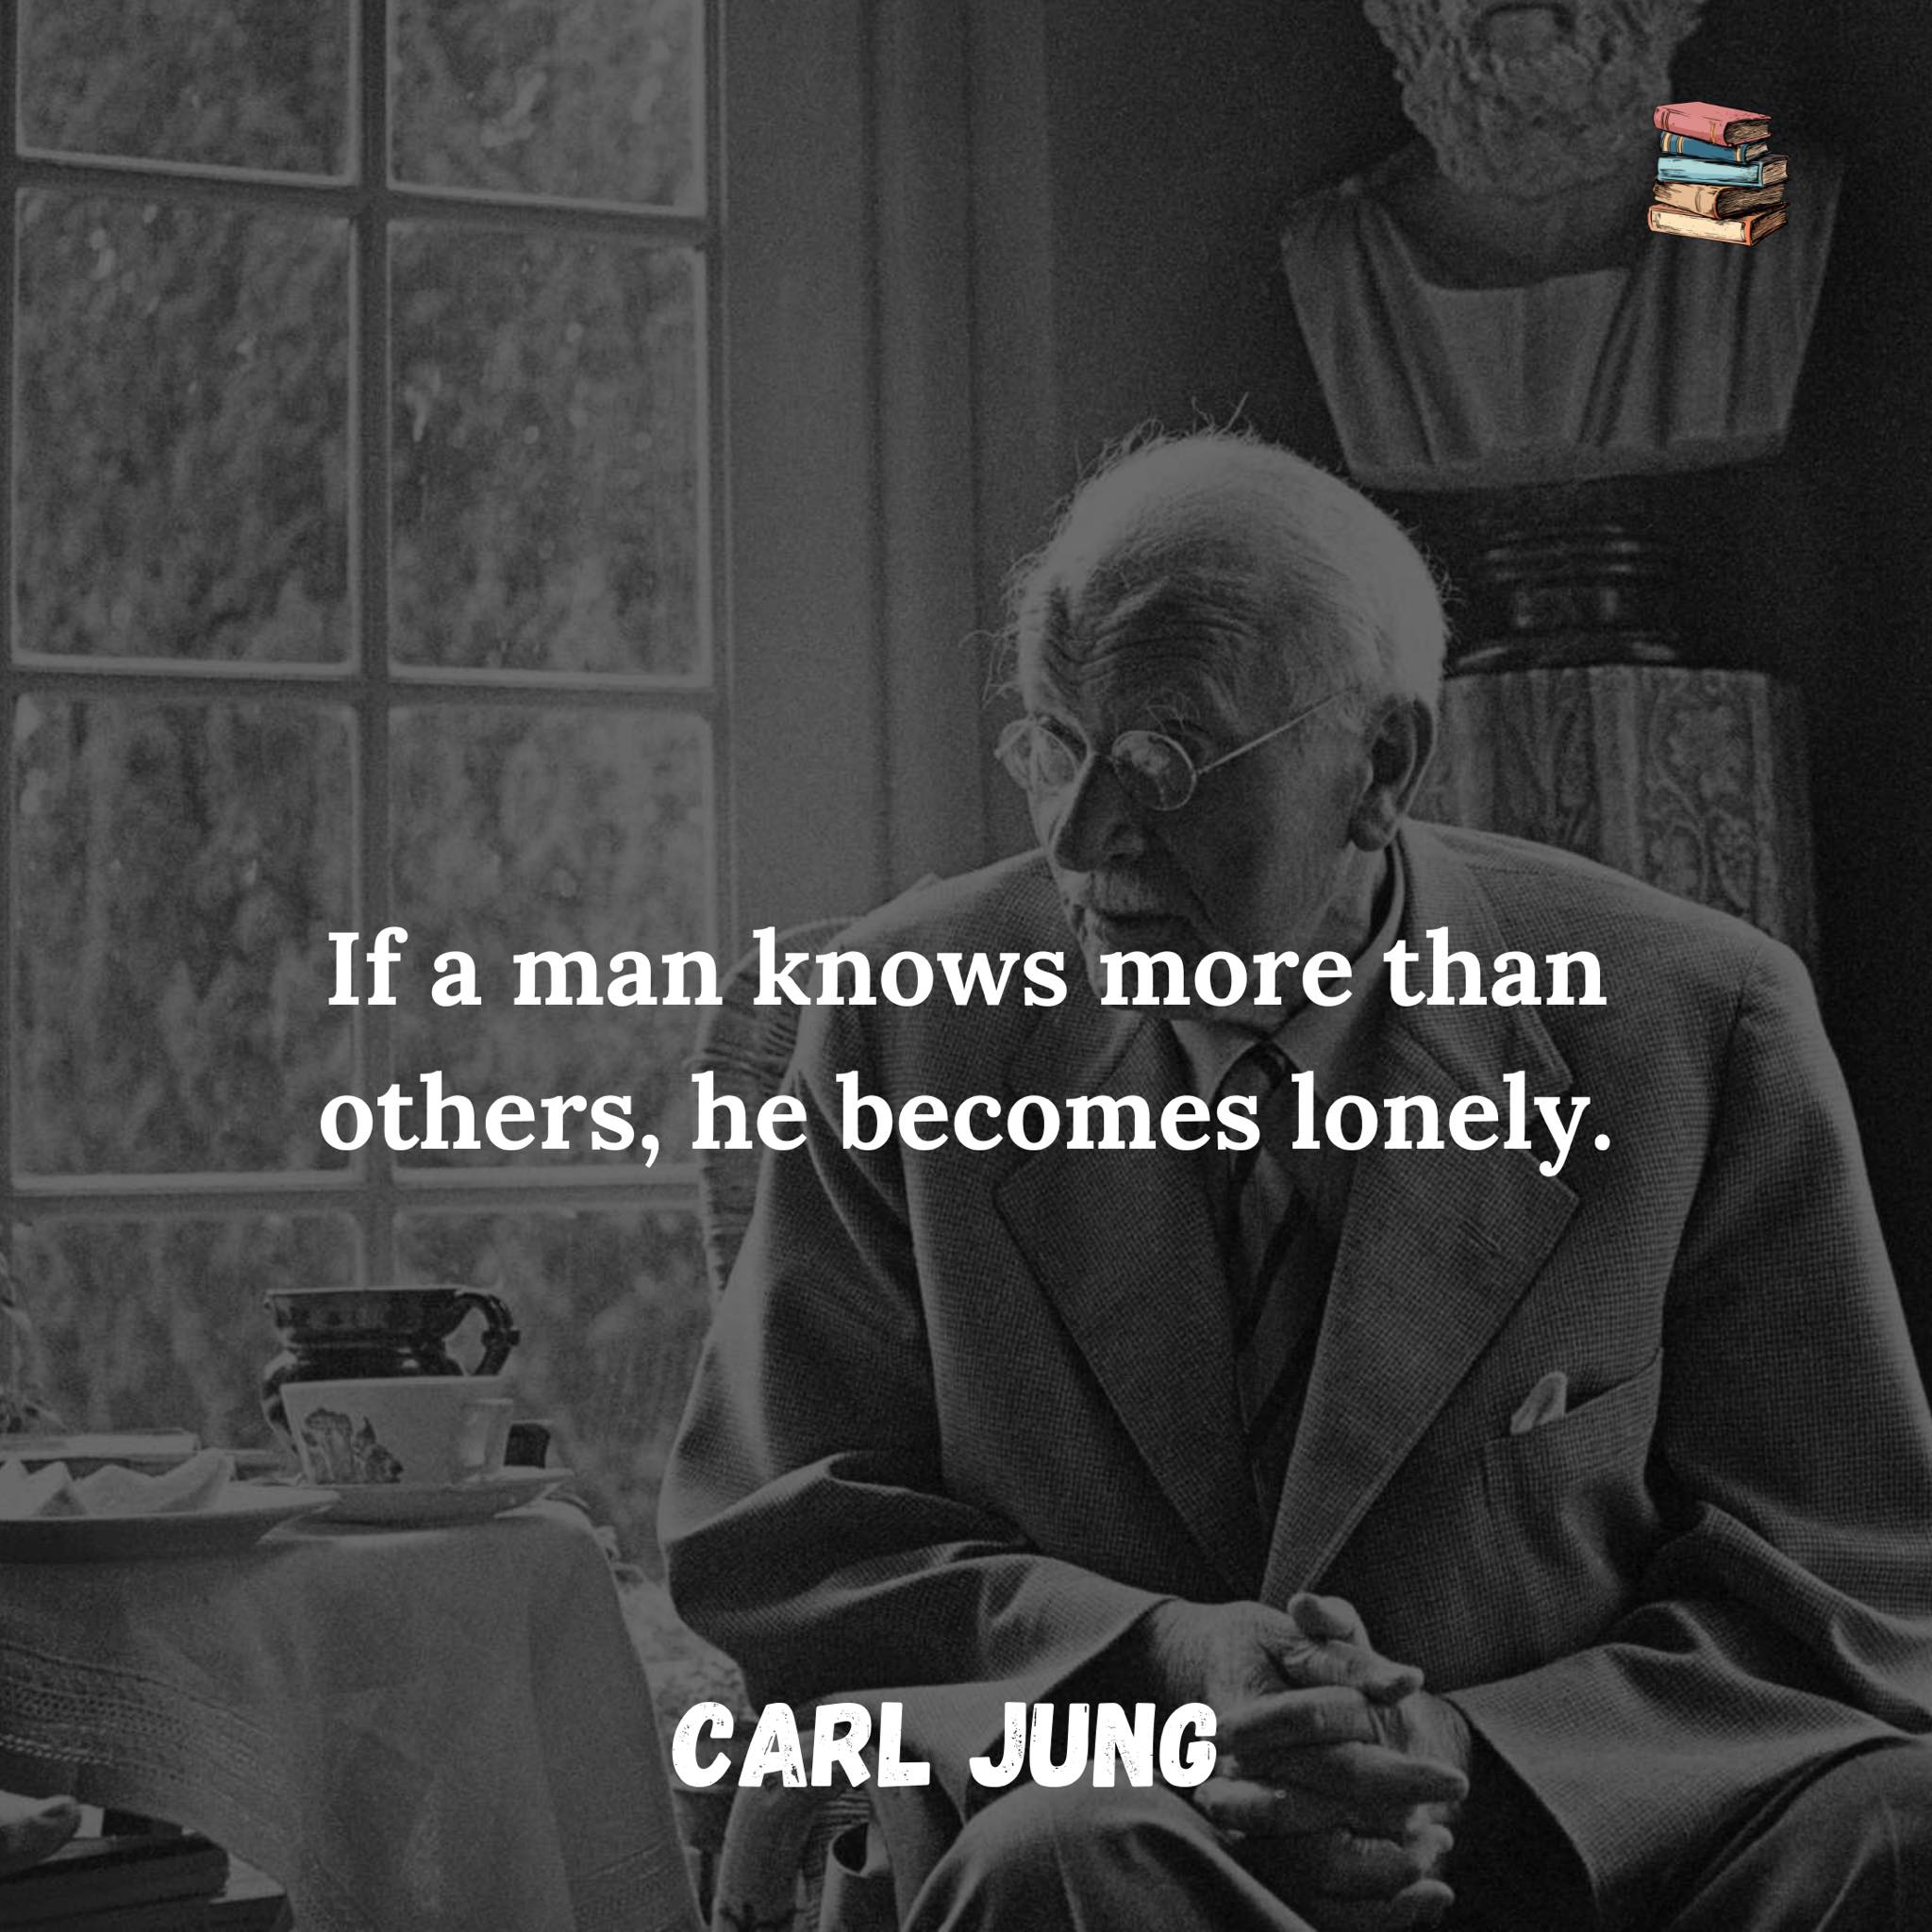 If a man knows more than
others, he becomes lonely.
CARL JUNG